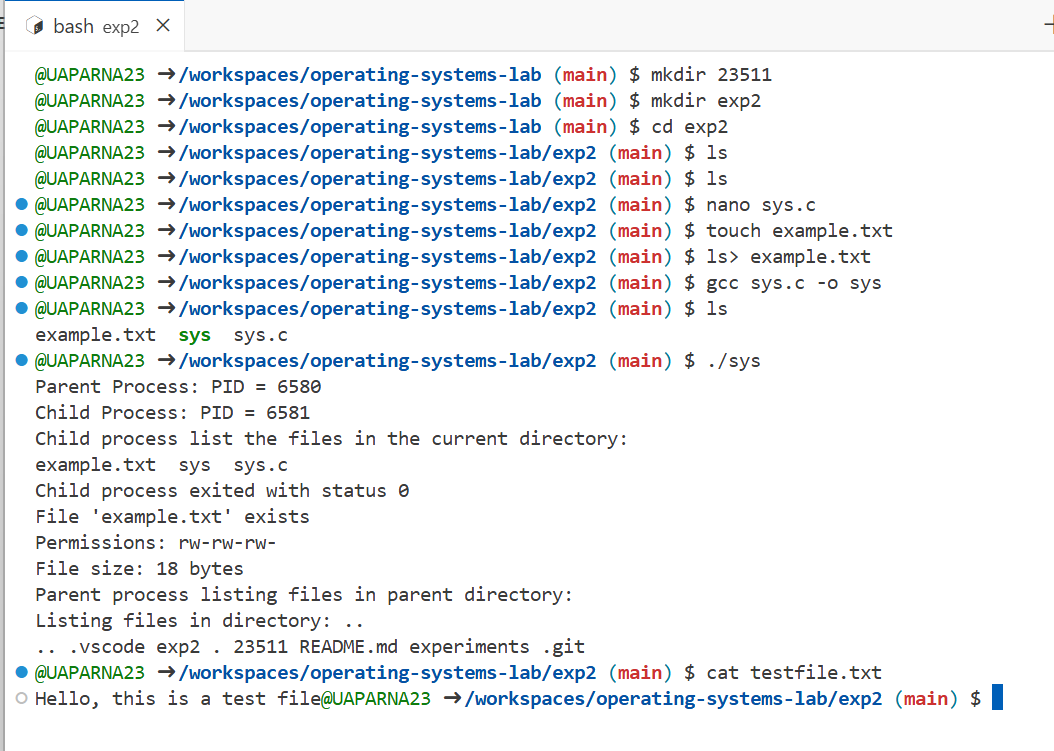 bash exp2
@UAPARNA23 ➜/workspaces/operating-systems-lab (main) $ mkdir 23511
@UAPARNA23 ➜/workspaces/operating-systems-lab (main) $ mkdir exp2
@UAPARNA23 ➜/workspaces/operating-systems-lab (main) $ cd exp2
@UAPARNA23 ➜/workspaces/operating-systems-lab/exp2 (main) $ ls
@UAPARNA23 ➜/workspaces/operating-systems-lab/exp2 (main) $ ls
@UAPARNA23 ➜/workspaces/operating-systems-lab/exp2 (main) $ nano sys.c
@UAPARNA23 ➜/workspaces/operating-systems-lab/exp2 (main) $ touch example.txt
@UAPARNA23 ➜/workspaces/operating-systems-lab/exp2 (main) $ ls> example.txt
@UAPARNA23 ➜/workspaces/operating-systems-lab/exp2 (main) $ gcc sys.c -o sys
@UAPARNA23 ➜/workspaces/operating-systems-lab/exp2 (main) $ ls
example.txt  sys  sys.c
@UAPARNA23 ➜/workspaces/operating-systems-lab/exp2 (main) $ ./sys
Parent Process: PID = 6580
Child Process: PID = 6581
Child process list the files in the current directory:
example.txt  sys  sys.c
Child process exited with status 0
File 'example.txt' exists
Permissions: rw-rw-rw-
File size: 18 bytes
Parent process listing files in parent directory:
Listing files in directory: ..
.. .vscode exp2 . 23511 README.md experiments .git
@UAPARNA23 ➜/workspaces/operating-systems-lab/exp2 (main) $ cat testfile.txt
Hello, this is a test file@UAPARNA23 ➜/workspaces/operating-systems-lab/exp2 (main) $